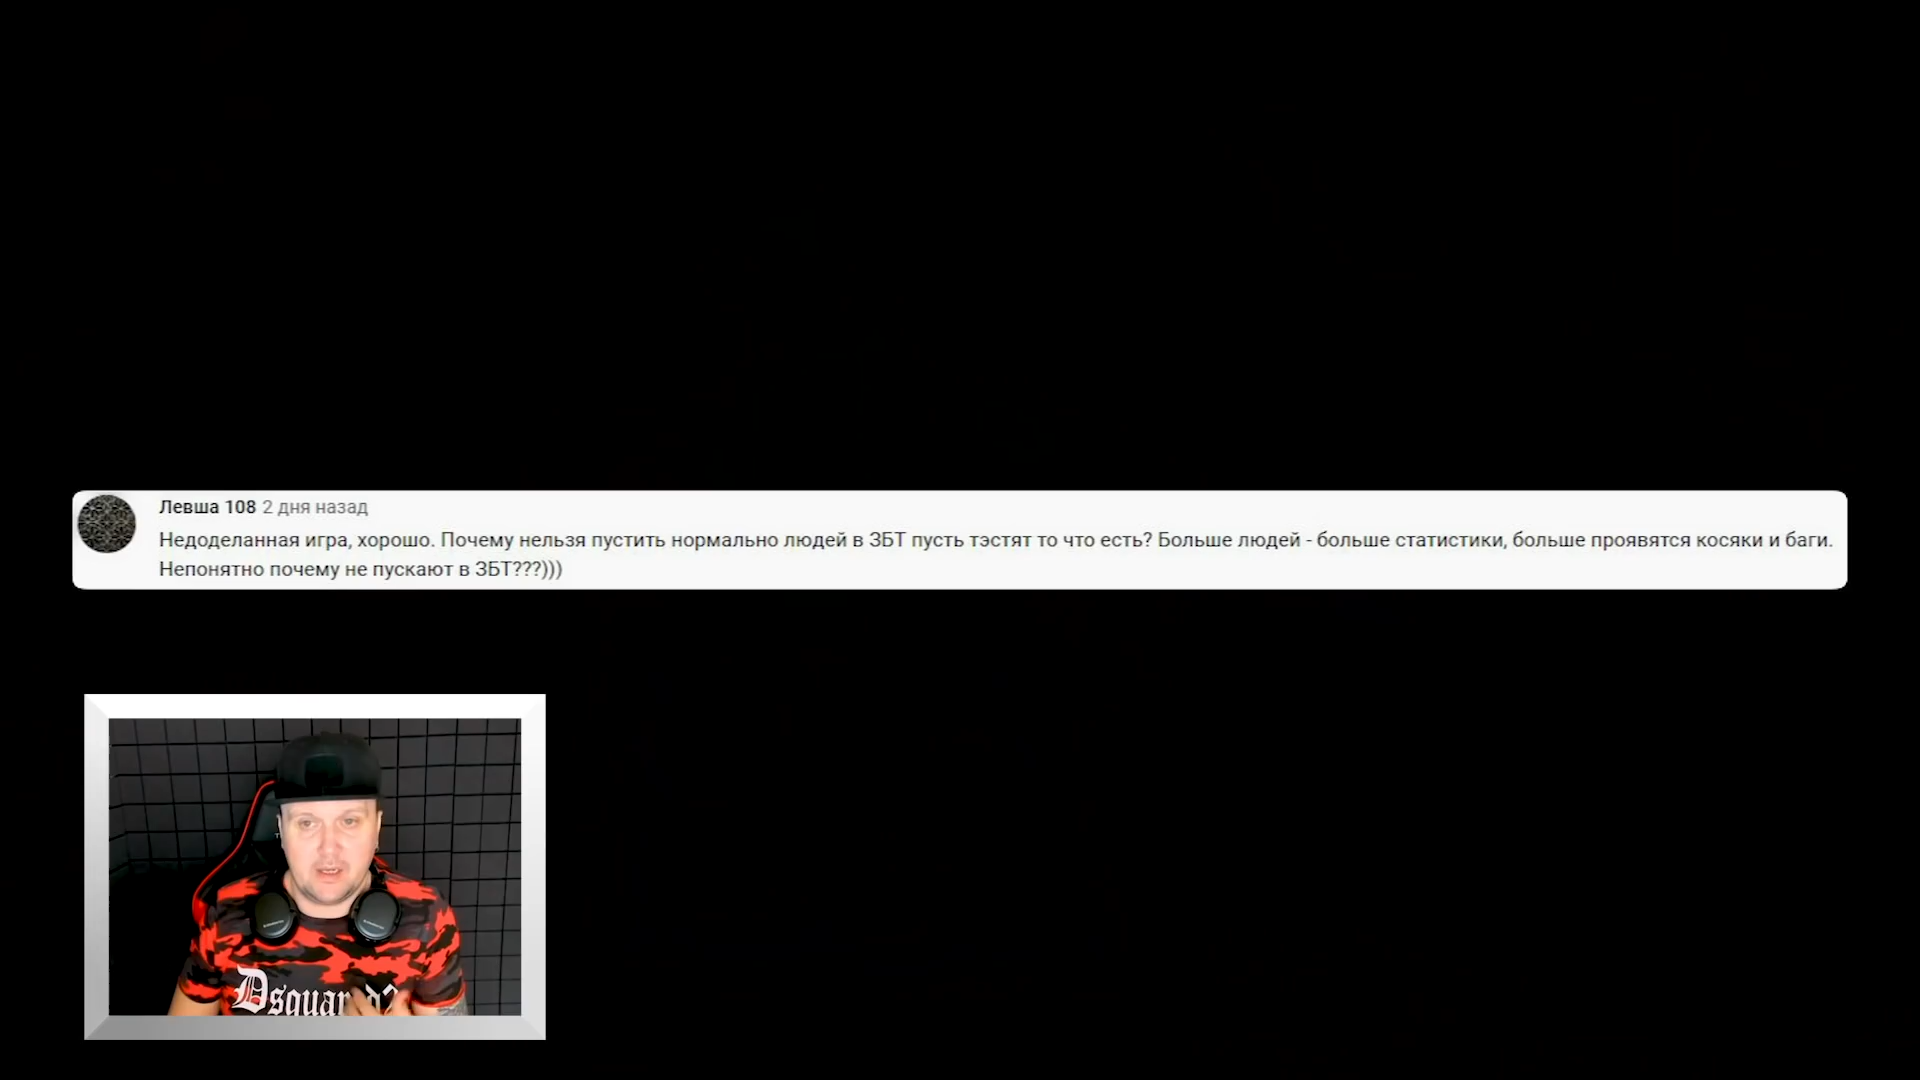 Левша 108 2 дня назад
Недоделанная игра, хорошо. Почему нельзя пустить нормально людей в ЗБТ пусть тэстят то что есть? Больше людей - больше статистики, больше проявятся косяки и баги.
Непонятно почему не пускают в ЗБТ???)))